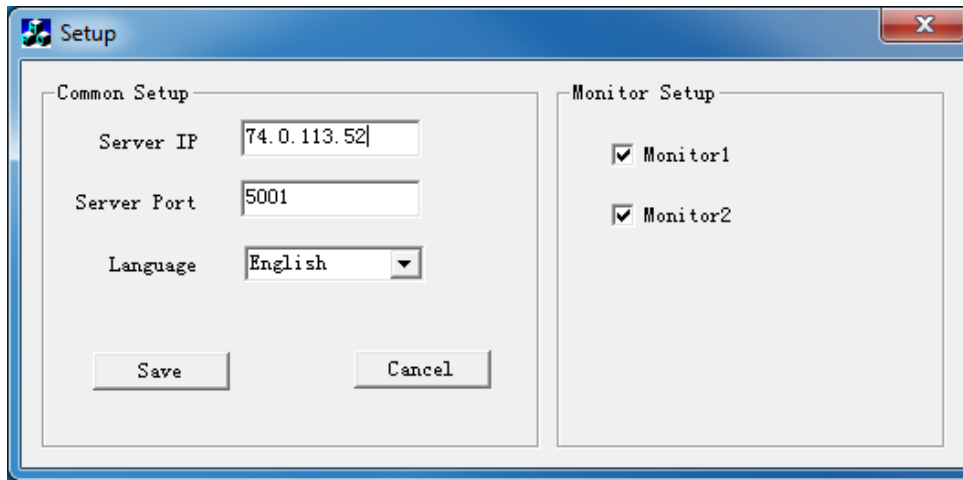 Setup
Common Setup
Server IP
74.0.113.52
Server Port
5001
Language
English
Save
Cancel
Monitor Setup
Monitor1
Monitor2